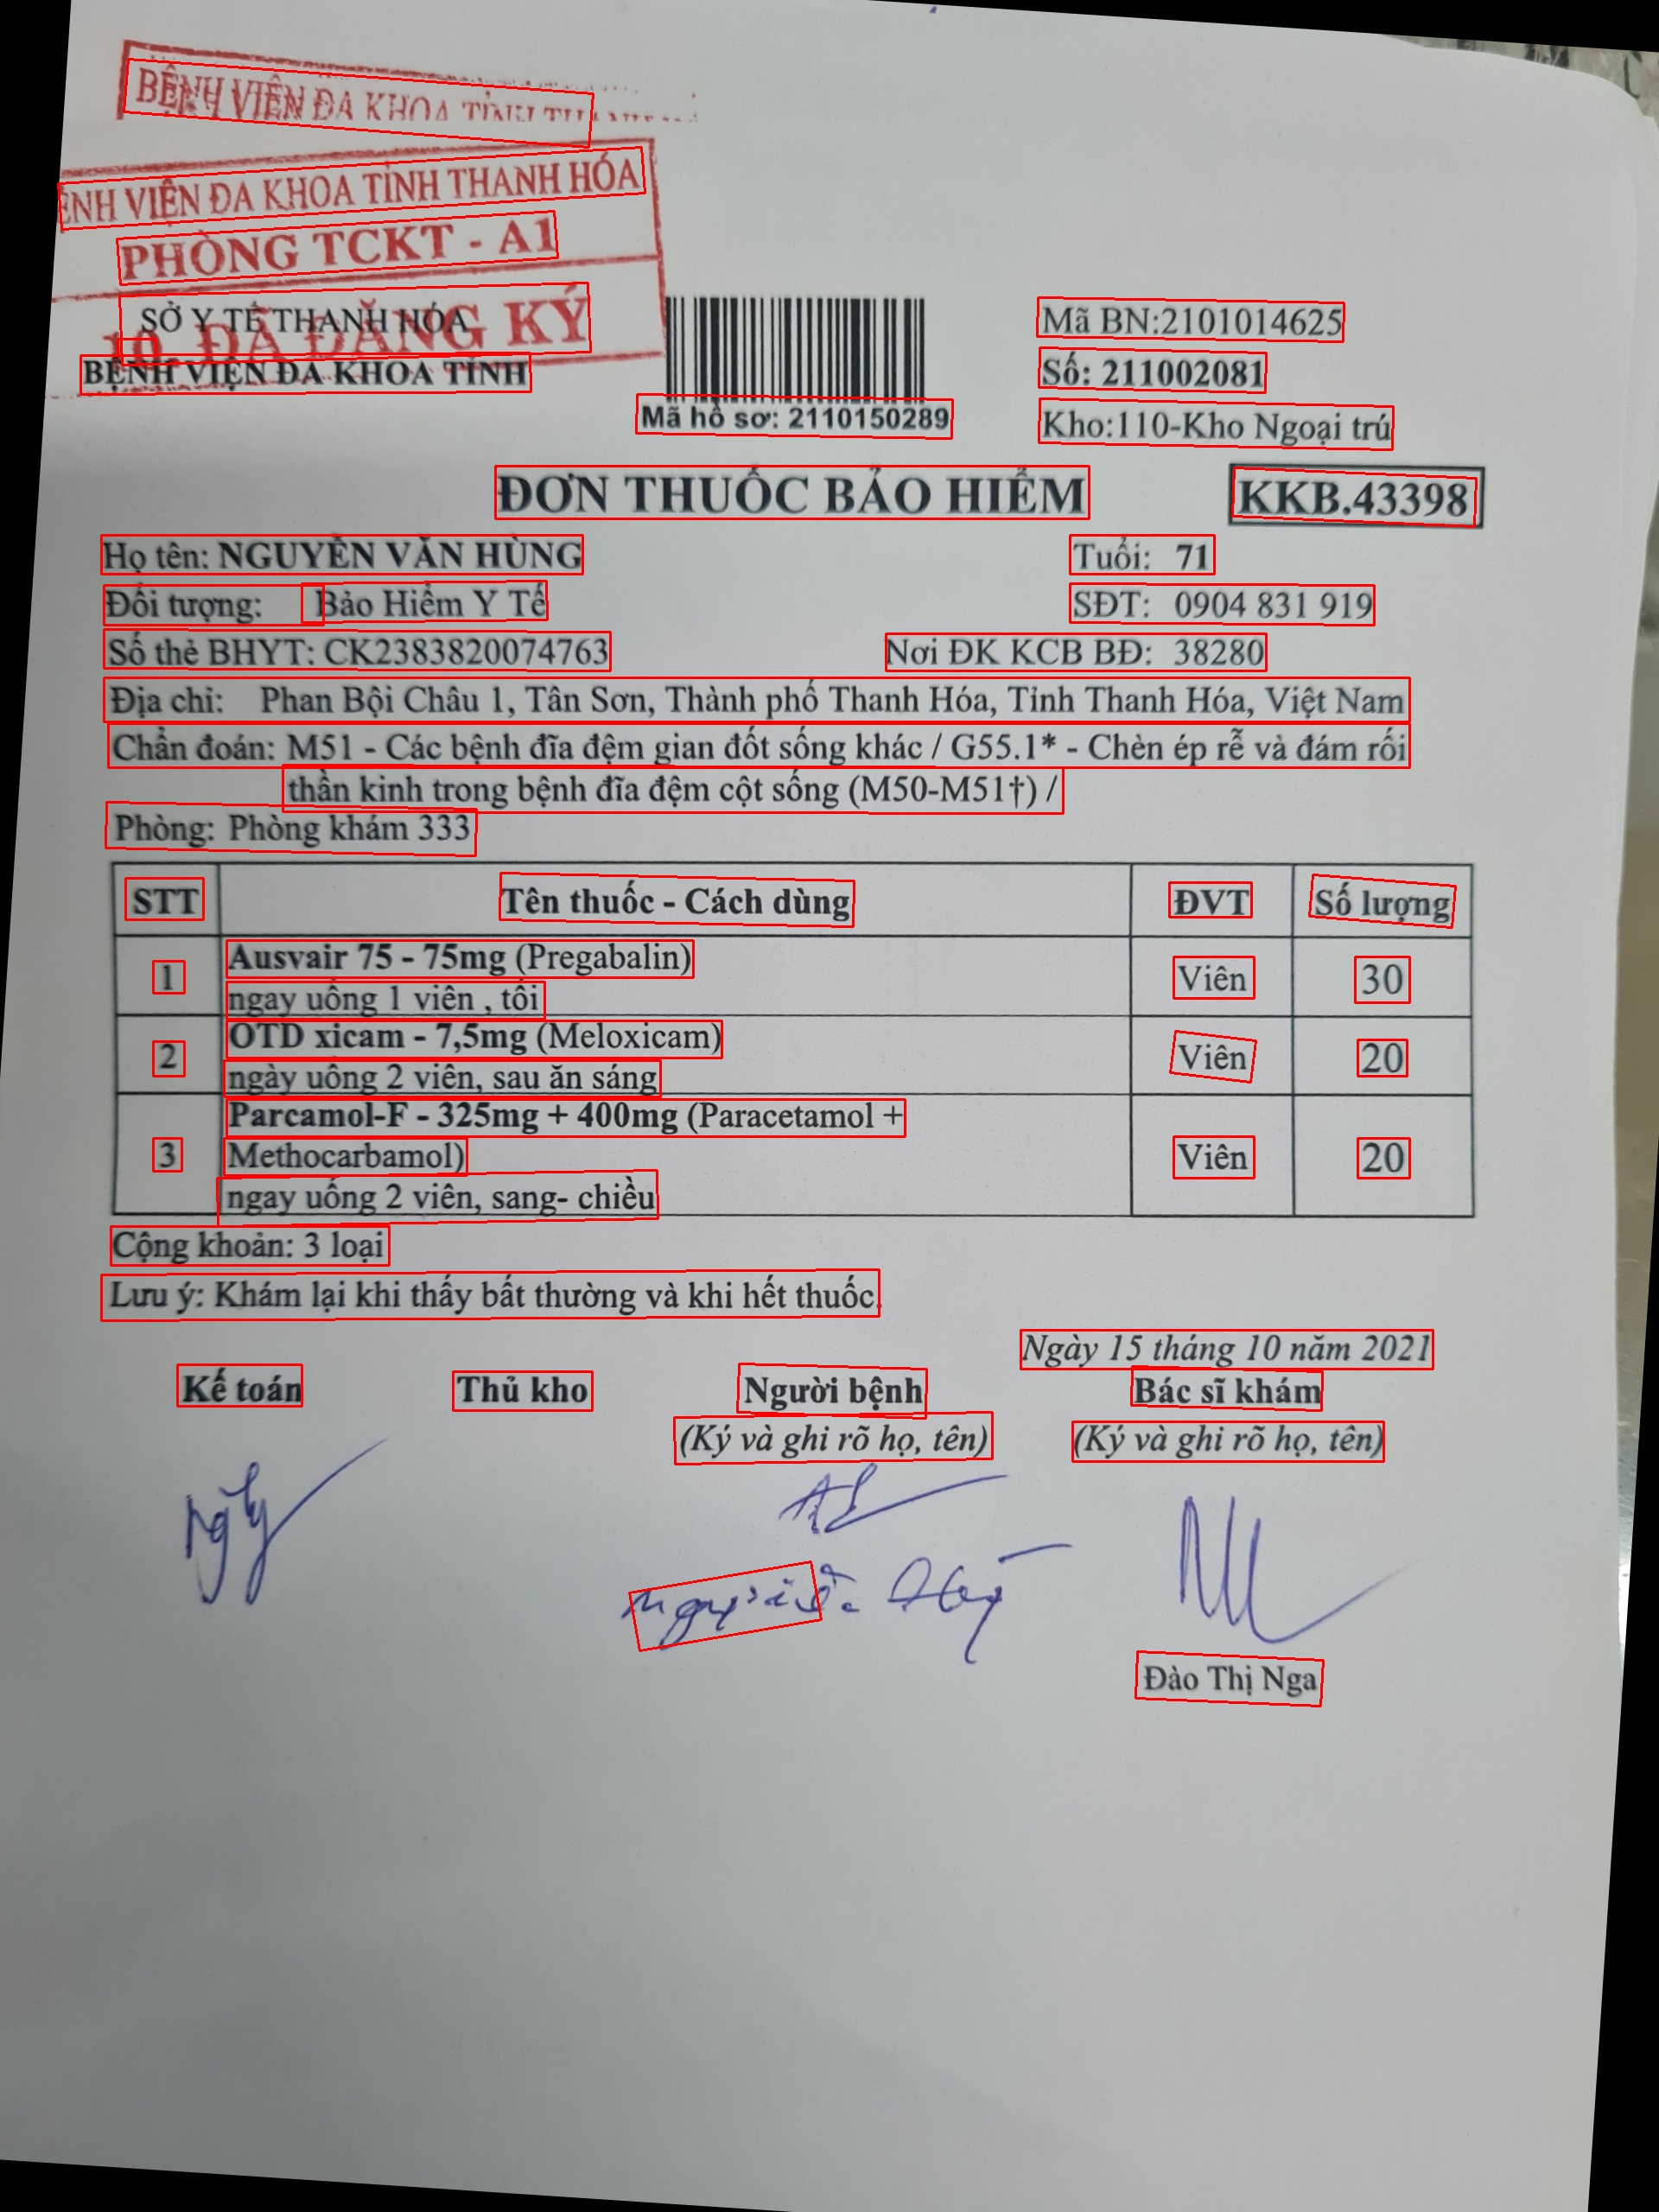 BỆNH VIỆN ĐA KHOA TỈNH
ỆNH VIỆN ĐA KHOA TỈNH THANH HÓA
PHÒNG TCKT - A1
10. ĐÃ ĐĂNG KÝ
SỞ Y TẾ THANH HÓA
BỆNH VIỆN ĐA KHOA TỈNH
Mã hồ sơ: 2110150289
Mã BN:2101014625
Số: 211002081
Kho:110-Kho Ngoại trú
ĐƠN THUỐC BẢO HIỂM
KKB.43398
Họ tên: NGUYỄN VĂN HÙNG Tuổi: 71
Đối tượng: Bảo Hiểm Y Tế SĐT: 0904 831 919
Số thẻ BHYT: CK2383820074763 Nơi ĐK KCB BĐ: 38280
Địa chỉ: Phan Bội Châu 1, Tân Sơn, Thành phố Thanh Hóa, Tỉnh Thanh Hóa, Việt Nam
Chẩn đoán: M51 - Các bệnh đĩa đệm gian đốt sống khác / G55.1* - Chèn ép rễ và đám rối
thần kinh trong bệnh đĩa đệm cột sống (M50-M51†) /
Phòng: Phòng khám 333
STT Tên thuốc - Cách dùng ĐVT Số lượng
1 Ausvair 75 - 75mg (Pregabalin) Viên 30
ngay uông 1 viên , tôi
2 OTD xicam - 7,5mg (Meloxicam) Viên 20
ngày uông 2 viên, sau ăn sáng
3 Parcamol-F - 325mg + 400mg (Paracetamol + Viên 20
Methocarbamol)
ngay uống 2 viên, sang- chiều
Cộng khoản: 3 loại
Lưu ý: Khám lại khi thấy bất thường và khi hết thuốc.
Ngày 15 tháng 10 năm 2021
Kế toán Thủ kho Người bệnh Bác sĩ khám
(Ký và ghi rõ họ, tên) (Ký và ghi rõ họ, tên)
Đào Thị Nga